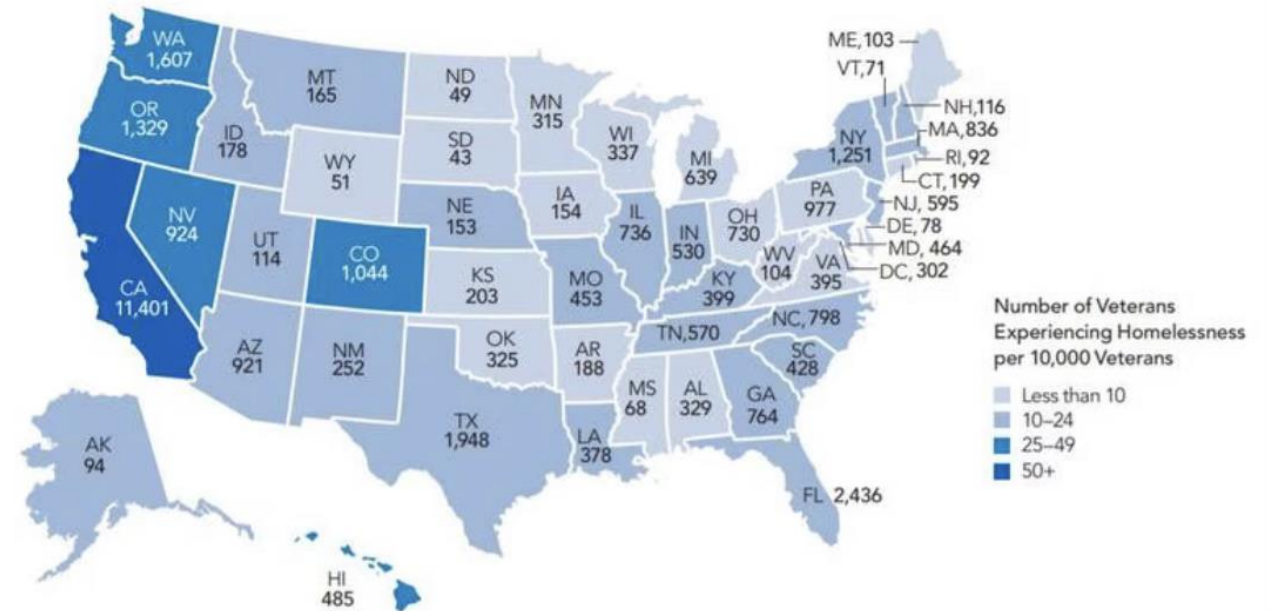 WA
1,607
MT
165
ND
49
MN
315
OR
1,329
ID
178
SD
43
WI
337
WY
51
MI
639
NY
1,251
ME, 103
VT, 71
NH, 116
MA, 836
RI, 92
CT, 199
NJ, 595
DE, 78
MD, 464
DC, 302
PA
977
NV
924
UT
114
CO
1,044
NE
153
IA
154
IL
736
IN
530
OH
730
WV
104
VA
395
CA
11,401
KS
203
MO
453
KY
399
NC, 798
TN, 570
AZ
921
NM
252
OK
325
AR
188
SC
428
MS
68
AL
329
GA
764
TX
1,948
LA
378
FL 2,436
AK
94
HI
485
Number of Veterans
Experiencing Homelessness
per 10,000 Veterans
Less than 10
10–24
25–49
50+